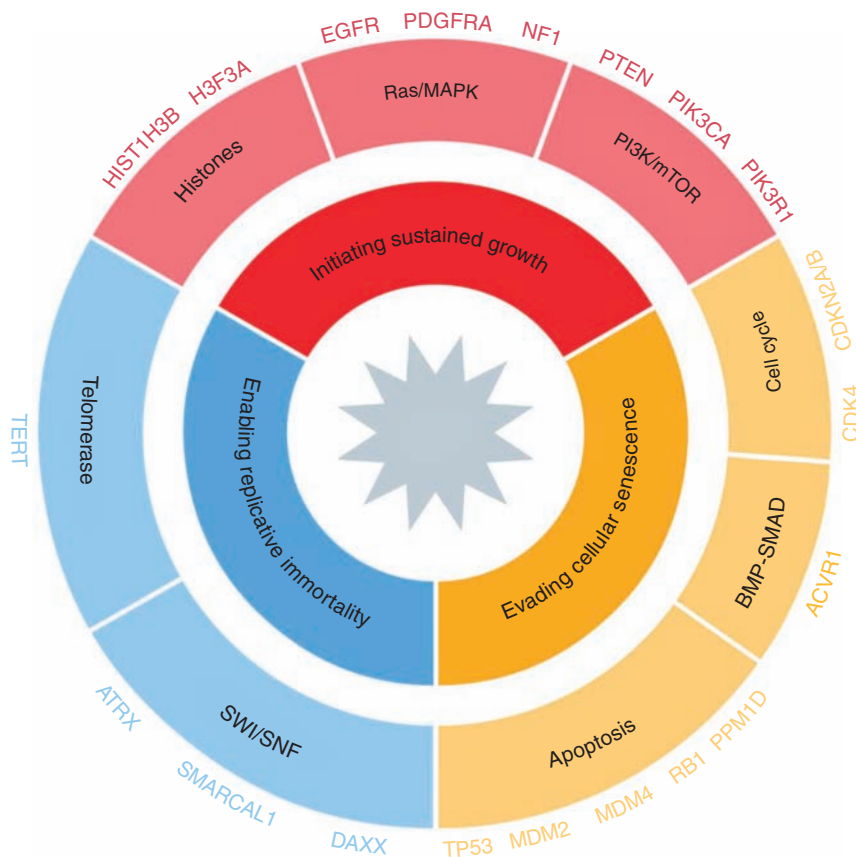 EGFR
PDGFRA
NF1
PTEN
PIK3CA
PIK3R1
HIST1H3B
H3F3A
Histones
Ras/MAPK
PI3K/mTOR
Initiating sustained growth
CDKN2A/B
CDK4
Cell cycle
Telomerase
TERT
Enabling replicative immortality
Evading cellular senescence
BMP-SMAD
ACVR1
SWI/SNF
Apoptosis
ATRX
SMARCAL1
DAXX
TP53
MDM2
MDM4
RB1
PPM1D